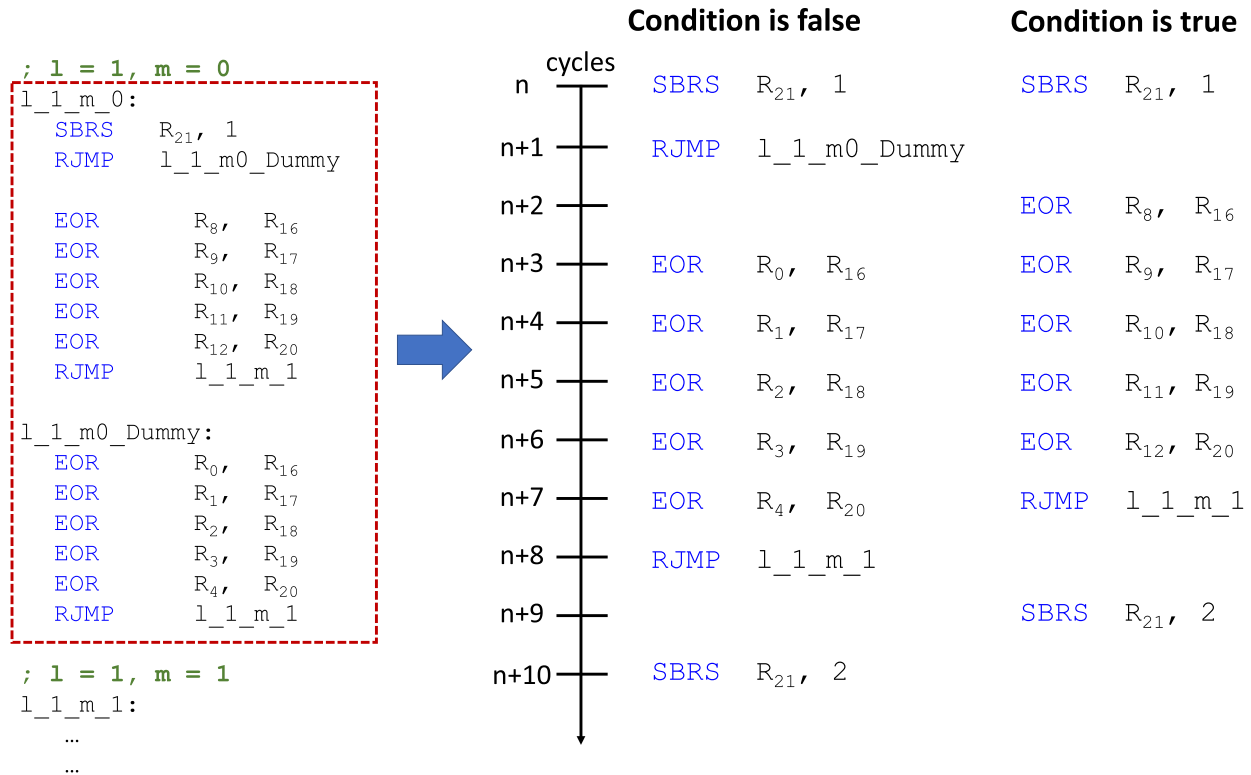 ; l = 1, m = 0
l_1_m_0:
SBRS R21, 1
RJMP l_1_m0_Dummy
EOR R8, R16
EOR R9, R17
EOR R10, R18
EOR R11, R19
EOR R12, R20
RJMP l_1_m_1
l_1_m0_Dummy:
EOR R0, R16
EOR R1, R17
EOR R2, R18
EOR R3, R19
EOR R4, R20
RJMP l_1_m_1
; l = 1, m = 1
l_1_m_1:
…
…
Condition is false Condition is true
cycles
n SBRS R21, 1 SBRS R21, 1
n+1 RJMP l_1_m0_Dummy
n+2 EOR R8, R16
n+3 EOR R0, R16 EOR R9, R17
n+4 EOR R1, R17 EOR R10, R18
n+5 EOR R2, R18 EOR R11, R19
n+6 EOR R3, R19 EOR R12, R20
n+7 EOR R4, R20 RJMP l_1_m_1
n+8 RJMP l_1_m_1
n+9 SBRS R21, 2
n+10 SBRS R21, 2